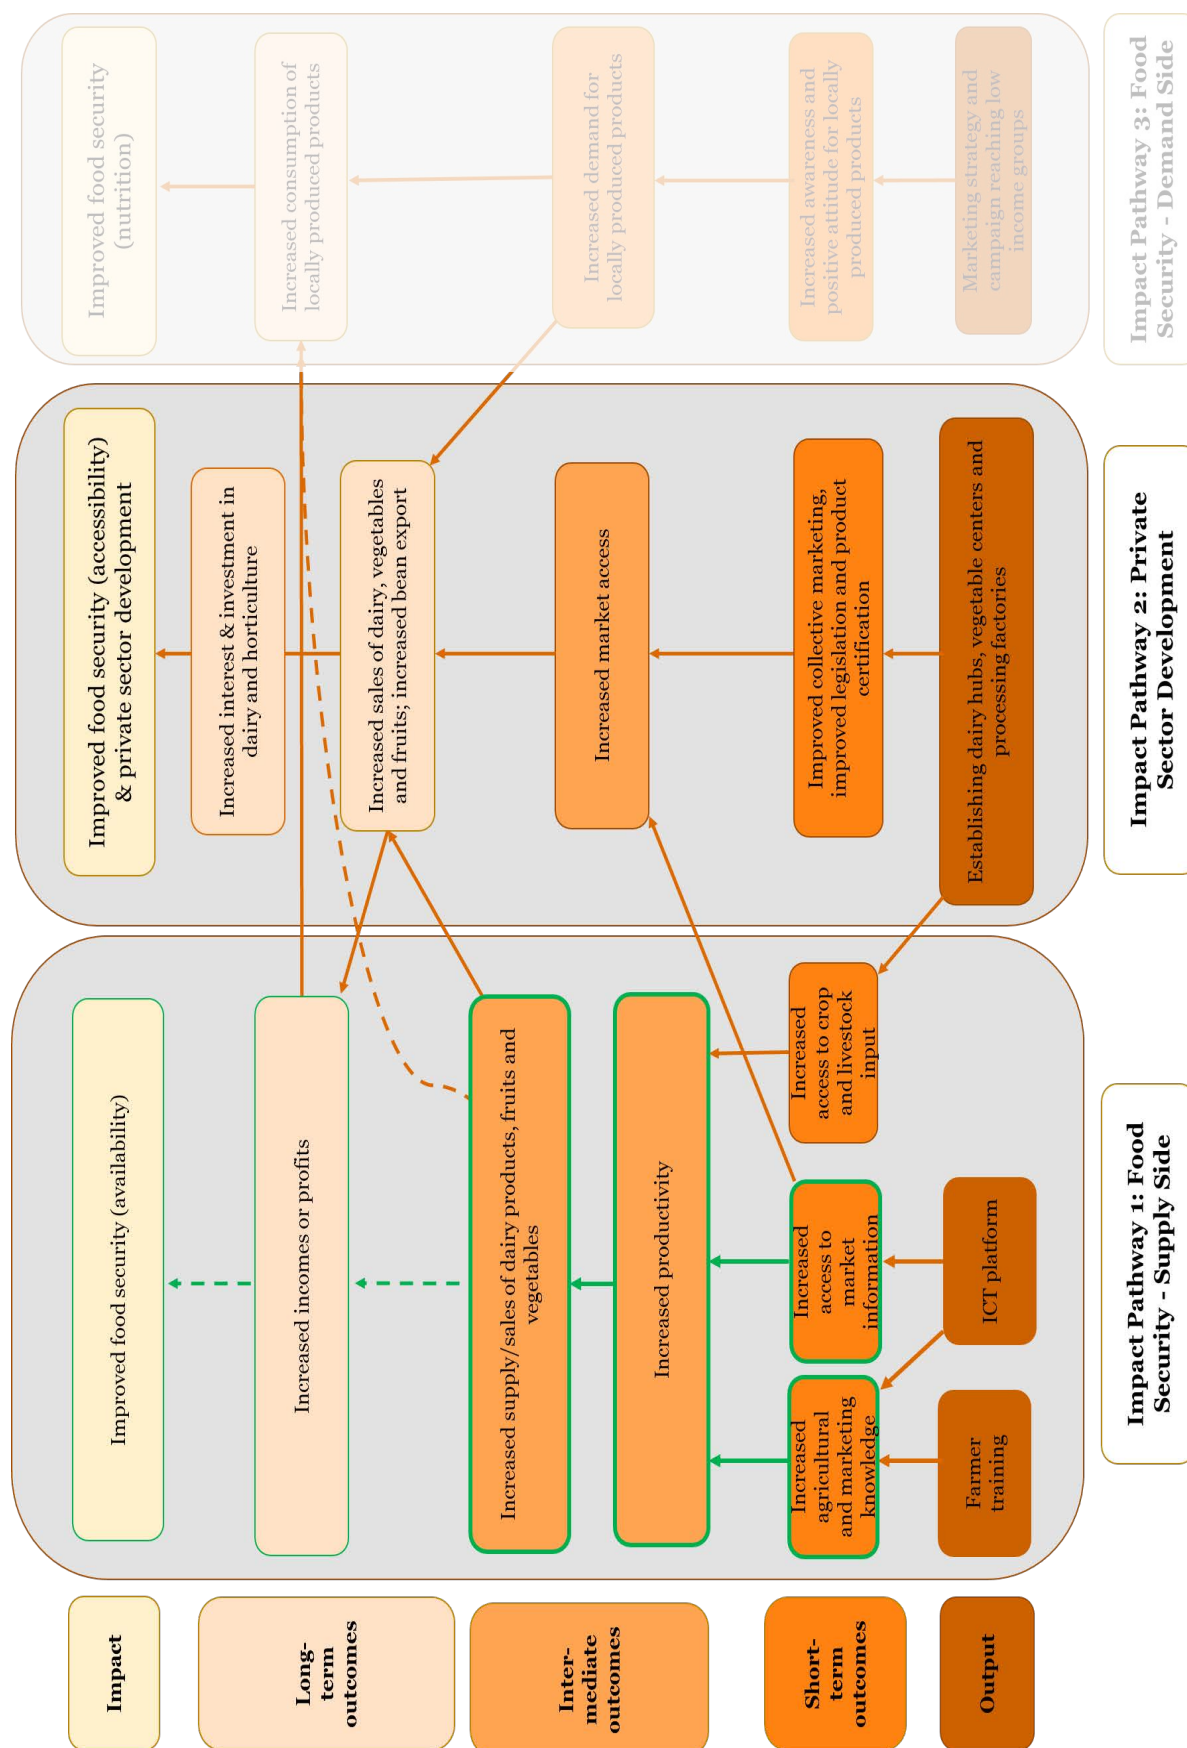 Impact
Improved food security (availability)
Improved food security (accessibility)
& private sector development
Improved food security
(nutrition)
Long-
term
outcomes
Increased incomes or profits
Increased interest & investment in
dairy and horticulture
Increased sales of dairy, vegetables
and fruits; increased bean export
Increased consumption of
locally produced products
Inter-
mediate
outcomes
Increased supply/sales of dairy products, fruits and
vegetables
Increased productivity
Increased market access
Increased demand for
locally produced products
Short-
term
outcomes
Increased
agricultural
and marketing
knowledge
Increased
access to
market
information
Increased
access to crop
and livestock
input
Improved collective marketing,
improved legislation and product
certification
Increased awareness and
positive attitude for locally
produced products
Output
Farmer
training
ICT platform
Establishing dairy hubs, vegetable centers and
processing factories
Marketing strategy and
campaign reaching low
income groups
Impact Pathway 1: Food
Security - Supply Side
Impact Pathway 2: Private
Sector Development
Impact Pathway 3: Food
Security - Demand Side